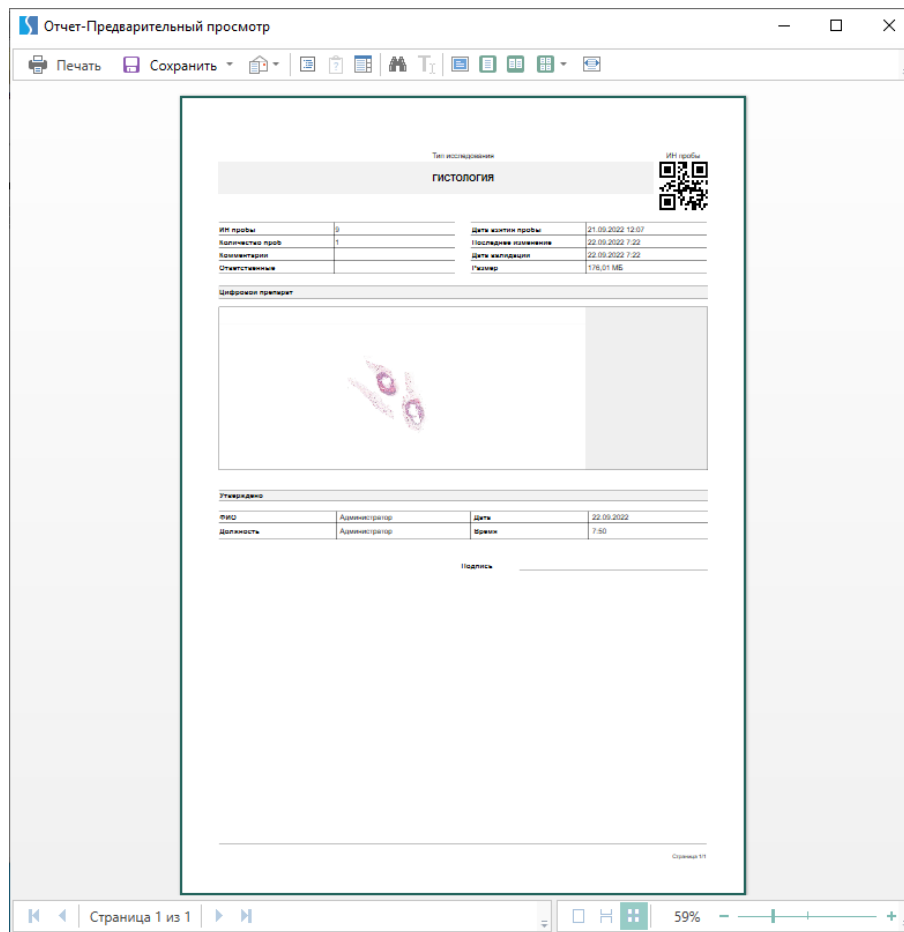 Отчет-Предварительный просмотр
Печать Сохранить
Тип исследования ИН пробы
ГИСТОЛОГИЯ
ИН пробы 9 Дата взятия пробы 21.09.2022 12:07
Количество проб 1 Последнее изменение 22.09.2022 7:22
Комментарии Дата валидации 22.09.2022 7:22
Ответственные Размер 176,01 МБ
Цифровой препарат
Утверждено
ФИО Администратор Дата 22.09.2022
Должность Администратор Время 7:50
Подпись
Страница 1/1
Страница 1 из 1 59%